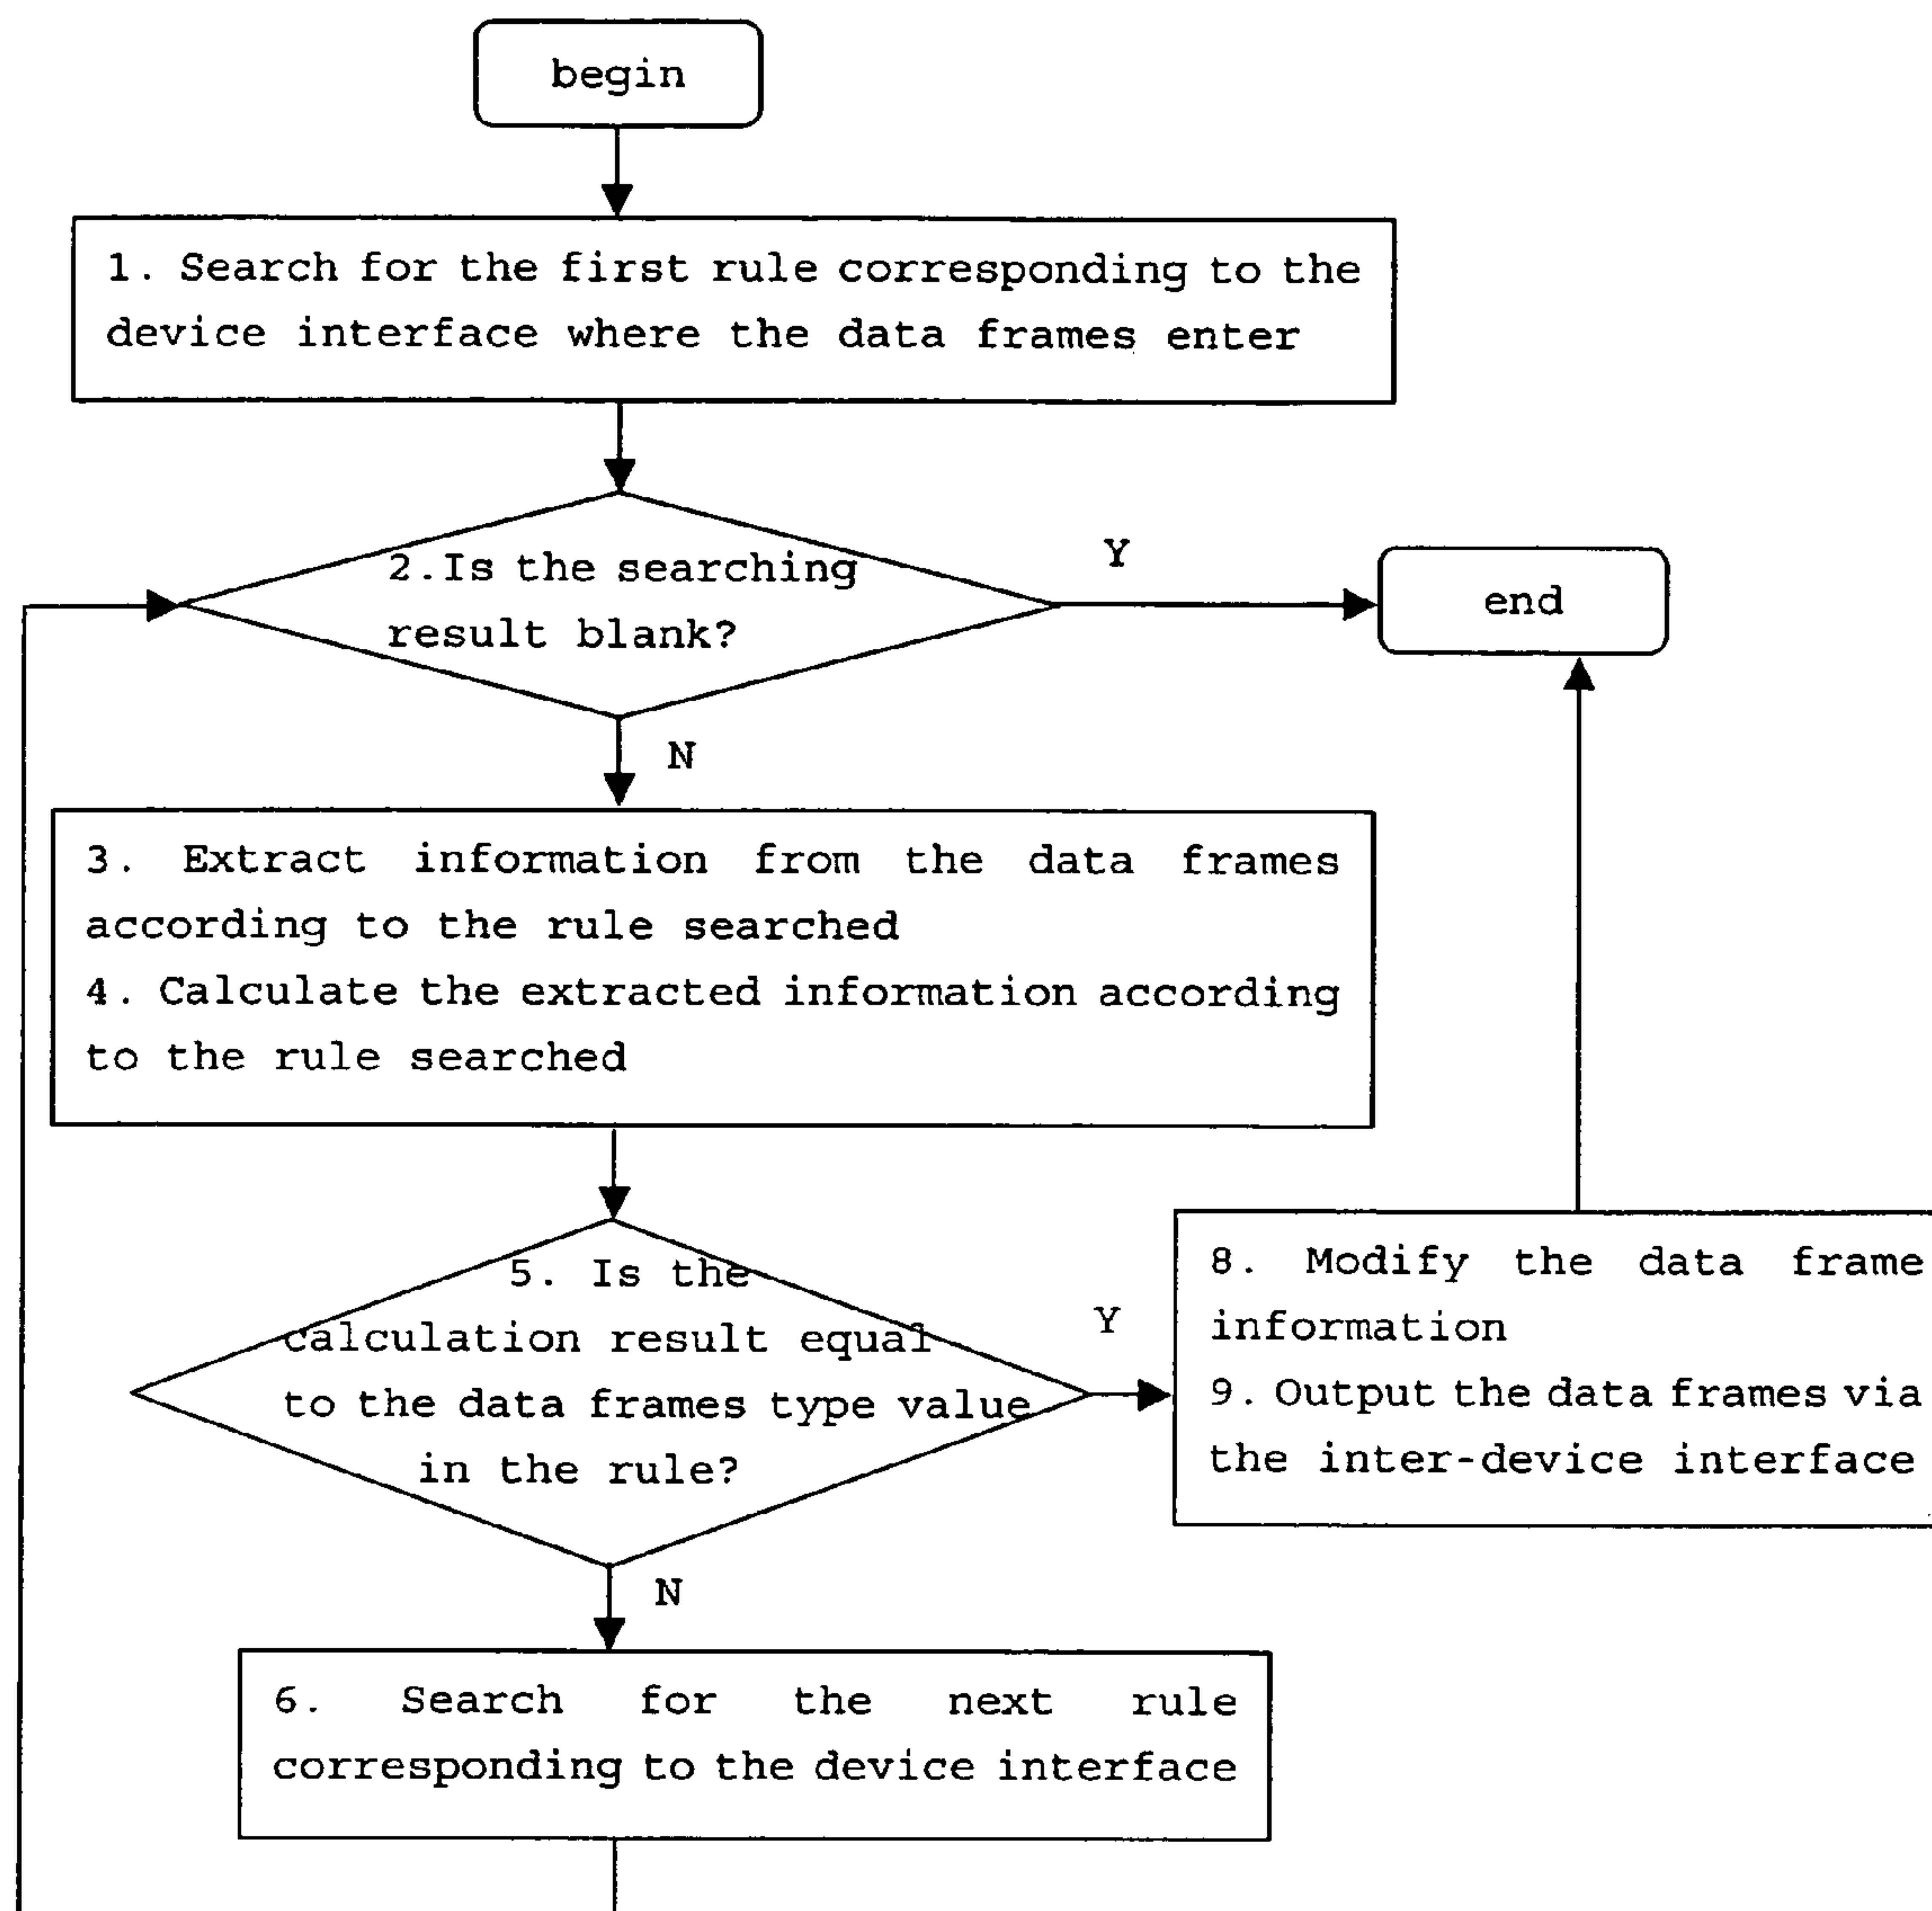 begin
1. Search for the first rule corresponding to the
device interface where the data frames enter
2.Is the searching
result blank?
Y
end
N
3. Extract information from the data frames
according to the rule searched
4. Calculate the extracted information according
to the rule searched
5. Is the
calculation result equal
to the data frames type value
in the rule?
Y
8. Modify the data frame
information
9. Output the data frames via
the inter-device interface
N
6. Search for the next rule
corresponding to the device interface